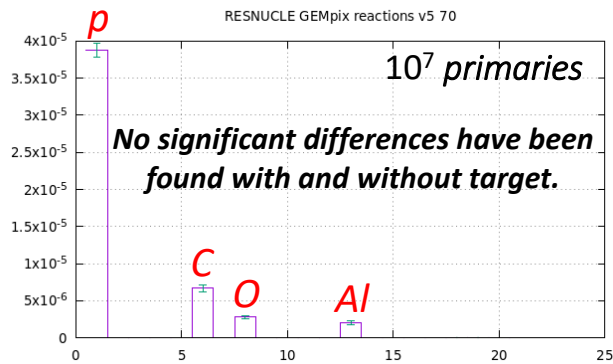 RESNUCLE GEMpix reactions v5 70
p
10⁷ primaries
No significant differences have been
found with and without target.
C
O
Al
4x10⁻⁵
3.5x10⁻⁵
3x10⁻⁵
2.5x10⁻⁵
2x10⁻⁵
1.5x10⁻⁵
1x10⁻⁵
5x10⁻⁶
0
0 5 10 15 20 25